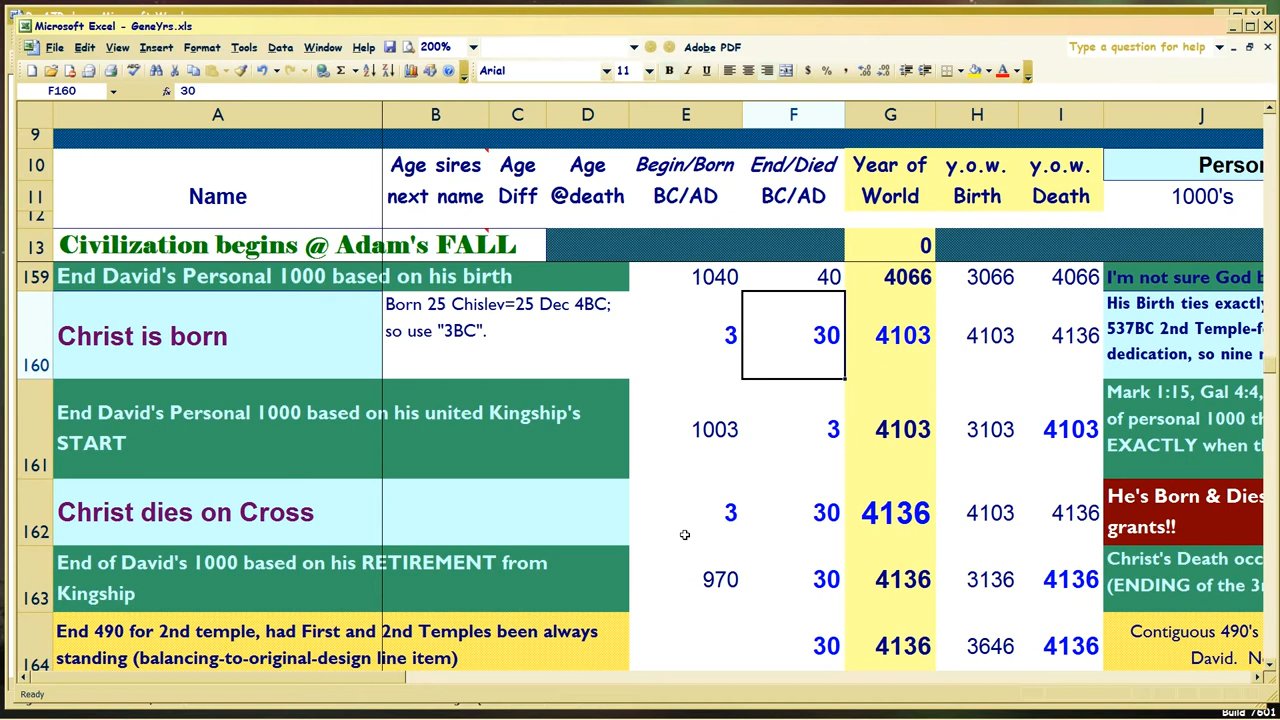 Microsoft Excel - GeneYrs.xls
File Edit View Insert Format Tools Data Window Help 200% Adobe PDF Type a question for help
Arial 11 B I U
F160 fx 30
A B C D E F G H I J
9
10 Age sires Age Age Begin/Born End/Died Year of y.o.w. y.o.w. Perso
11 Name next name Diff @death BC/AD BC/AD World Birth Death 1000's
12
13 Civilization begins @ Adam's FALL 0
159 End David's Personal 1000 based on his birth 1040 40 4066 3066 4066 I'm not sure God b
Born 25 Chislev=25 Dec 4BC; His Birth ties exactly
so use "3BC". 537BC 2nd Temple-f
160 Christ is born 3 30 4103 4103 4136 dedication, so nine
End David's Personal 1000 based on his united Kingship's Mark 1:15, Gal 4:4,
START of personal 1000 th
161 1003 3 4103 3103 4103 EXACTLY when t
162 Christ dies on Cross 3 30 4136 4103 4136 He's Born & Dies
grants!!
End of David's 1000 based on his RETIREMENT from Christ's Death occ
163 Kingship 970 30 4136 3136 4136 (ENDING of the 3
End 490 for 2nd temple, had First and 2nd Temples been always Contiguous 490's
164 standing (balancing-to-original-design line item) 30 4136 3646 4136 David.
Ready
Build 7601